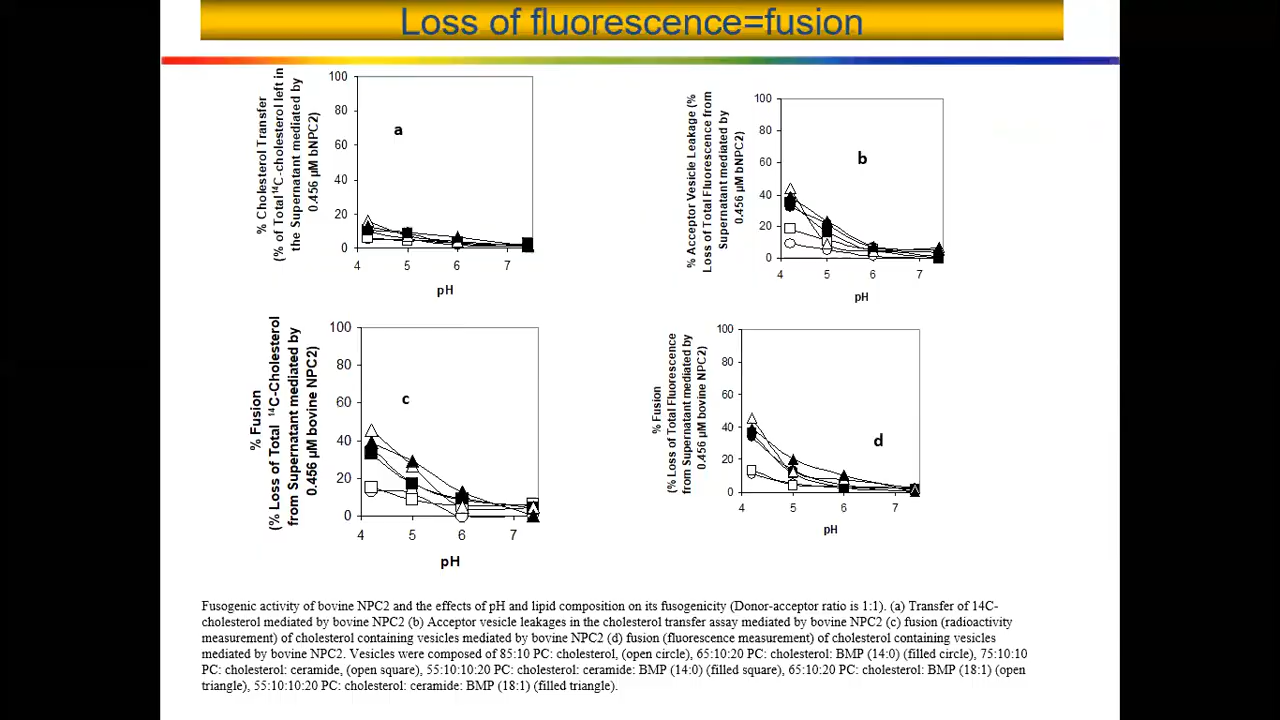 Loss of fluorescence=fusion
% Cholesterol Transfer
(% of Total ¹⁴C-cholesterol left in
the Supernatant mediated by
0.456 µM bNPC2)
100
80
60
40
20
0
a
4 5 6 7
pH
% Acceptor Vesicle Leakage (%
Loss of Total Fluorescence from
Supernatant mediated by
0.456 µM bNPC2)
100
80
60
40
20
0
b
4 5 6 7
pH
% Fusion
(% Loss of Total ¹⁴C-Cholesterol
from Supernatant mediated by
0.456 µM bovine NPC2)
100
80
60
40
20
0
c
4 5 6 7
pH
% Fusion
(% Loss of Total Fluorescence
from Supernatant mediated by
0.456 µM bovine NPC2)
100
80
60
40
20
0
d
4 5 6 7
pH
Fusogenic activity of bovine NPC2 and the effects of pH and lipid composition on its fusogenicity (Donor-acceptor ratio is 1:1). (a) Transfer of 14C-
cholesterol mediated by bovine NPC2 (b) Acceptor vesicle leakages in the cholesterol transfer assay mediated by bovine NPC2 (c) fusion (radioactivity
measurement) of cholesterol containing vesicles mediated by bovine NPC2 (d) fusion (fluorescence measurement) of cholesterol containing vesicles
mediated by bovine NPC2. Vesicles were composed of 85:10 PC: cholesterol, (open circle), 65:10:20 PC: cholesterol: BMP (14:0) (filled circle), 75:10:10
PC: cholesterol: ceramide, (open square), 55:10:10:20 PC: cholesterol: ceramide: BMP (14:0) (filled square), 65:10:20 PC: cholesterol: BMP (18:1) (open
triangle), 55:10:10:20 PC: cholesterol: ceramide: BMP (18:1) (filled triangle).